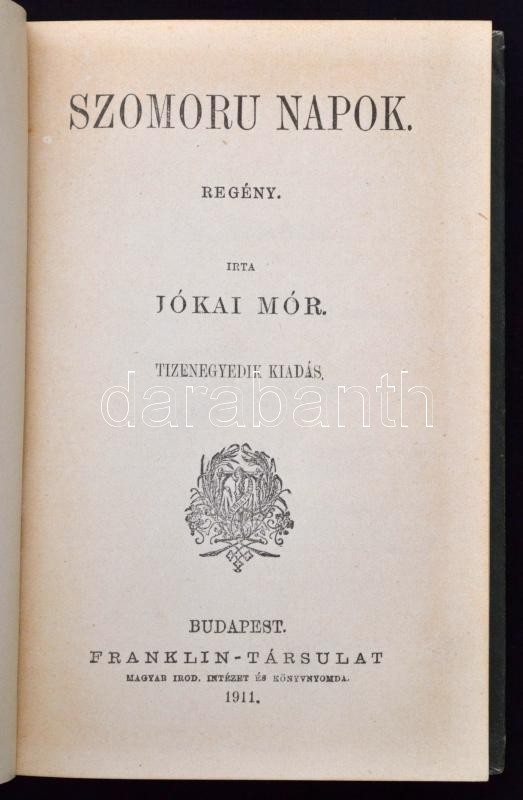 SZOMORU NAPOK.
REGÉNY.
IRTA
JÓKAI MÓR.
TIZENEGYEDIK KIADÁS.
darabanth
BUDAPEST.
FRANKLIN-TÁRSULAT
MAGYAR IROD. INTÉZET ÉS KÖNYVNYOMDA.
1911.